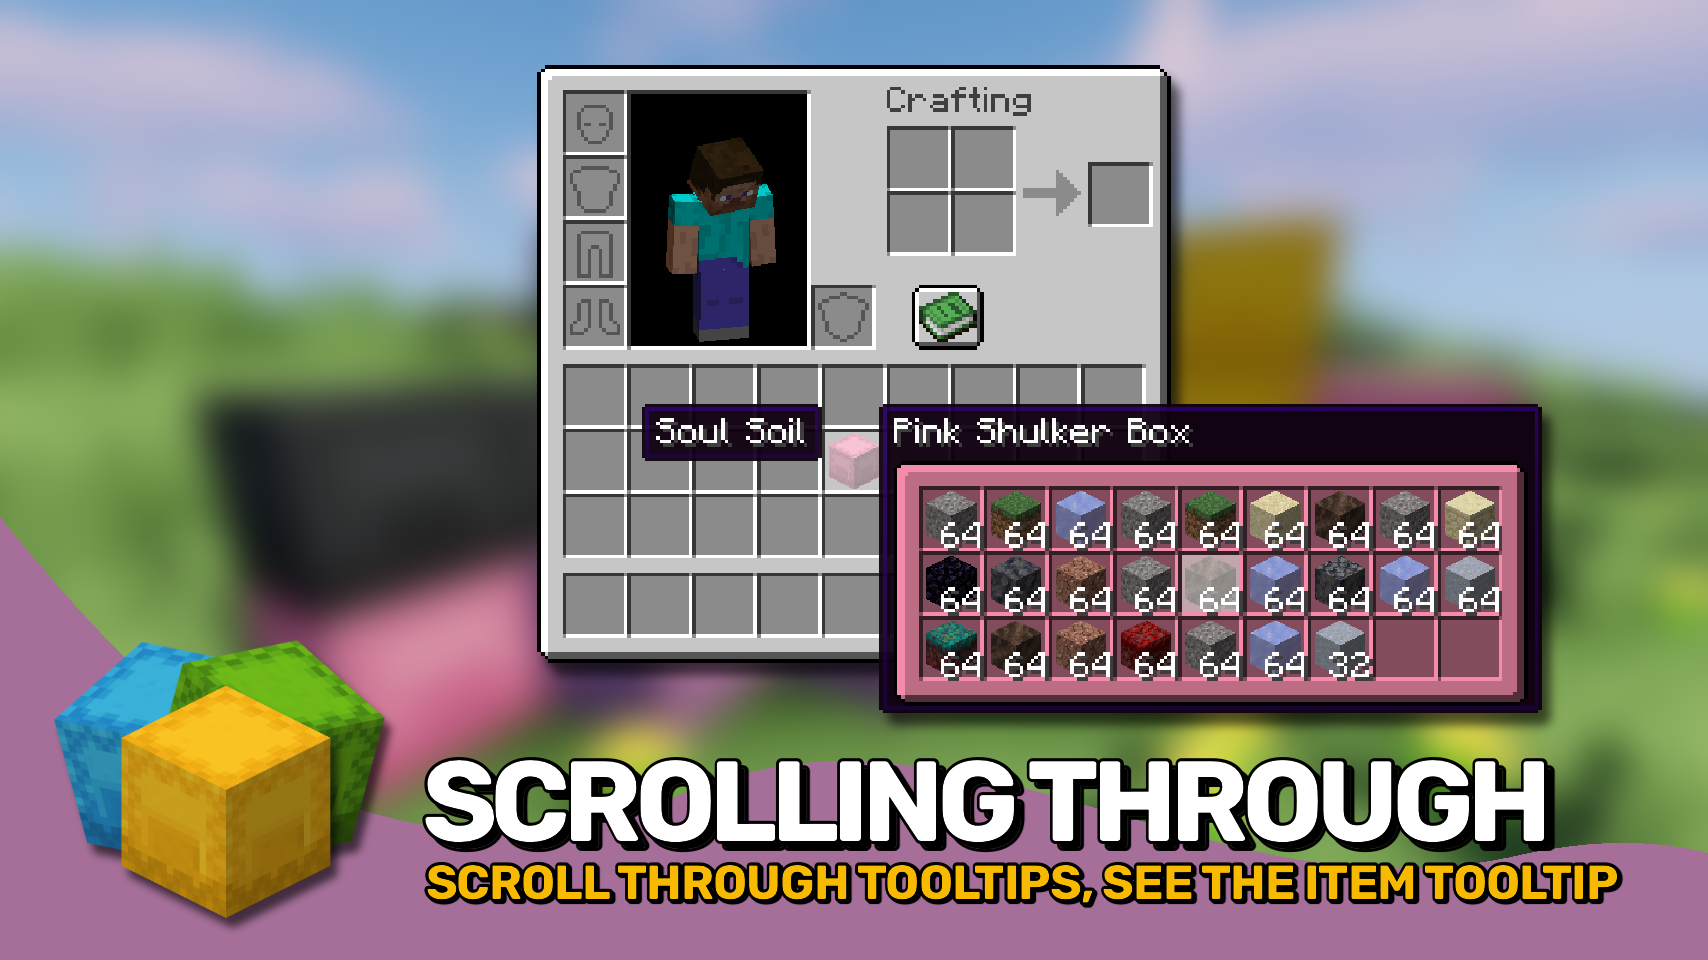 Crafting
Soul Soil
Pink Shulker Box
64 64 64 64 64 64 64 64 64
64 64 64 64 64 64 64 64 64
64 64 64 64 64 64 32
SCROLLING THROUGH
SCROLL THROUGH TOOLTIPS, SEE THE ITEM TOOLTIP